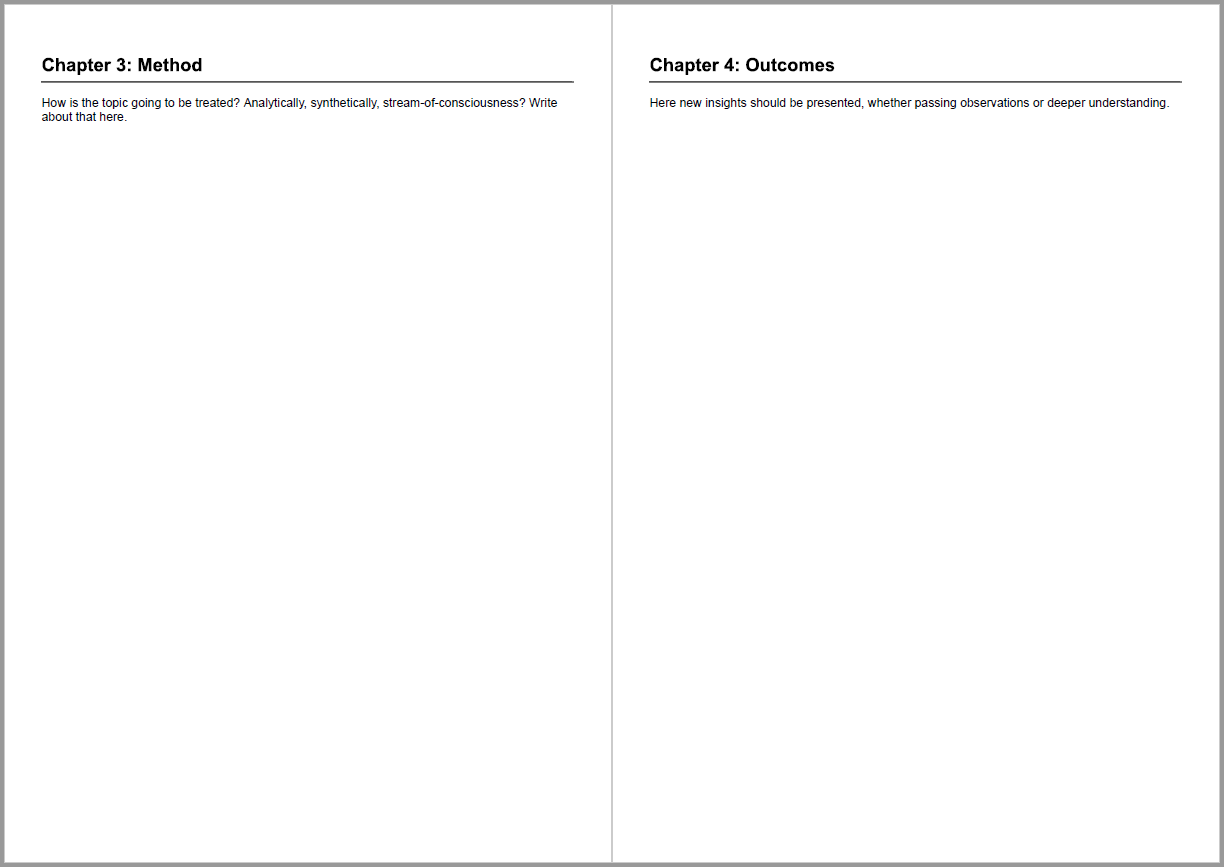 Chapter 3: Method
How is the topic going to be treated? Analytically, synthetically, stream-of-consciousness? Write
about that here.
Chapter 4: Outcomes
Here new insights should be presented, whether passing observations or deeper understanding.